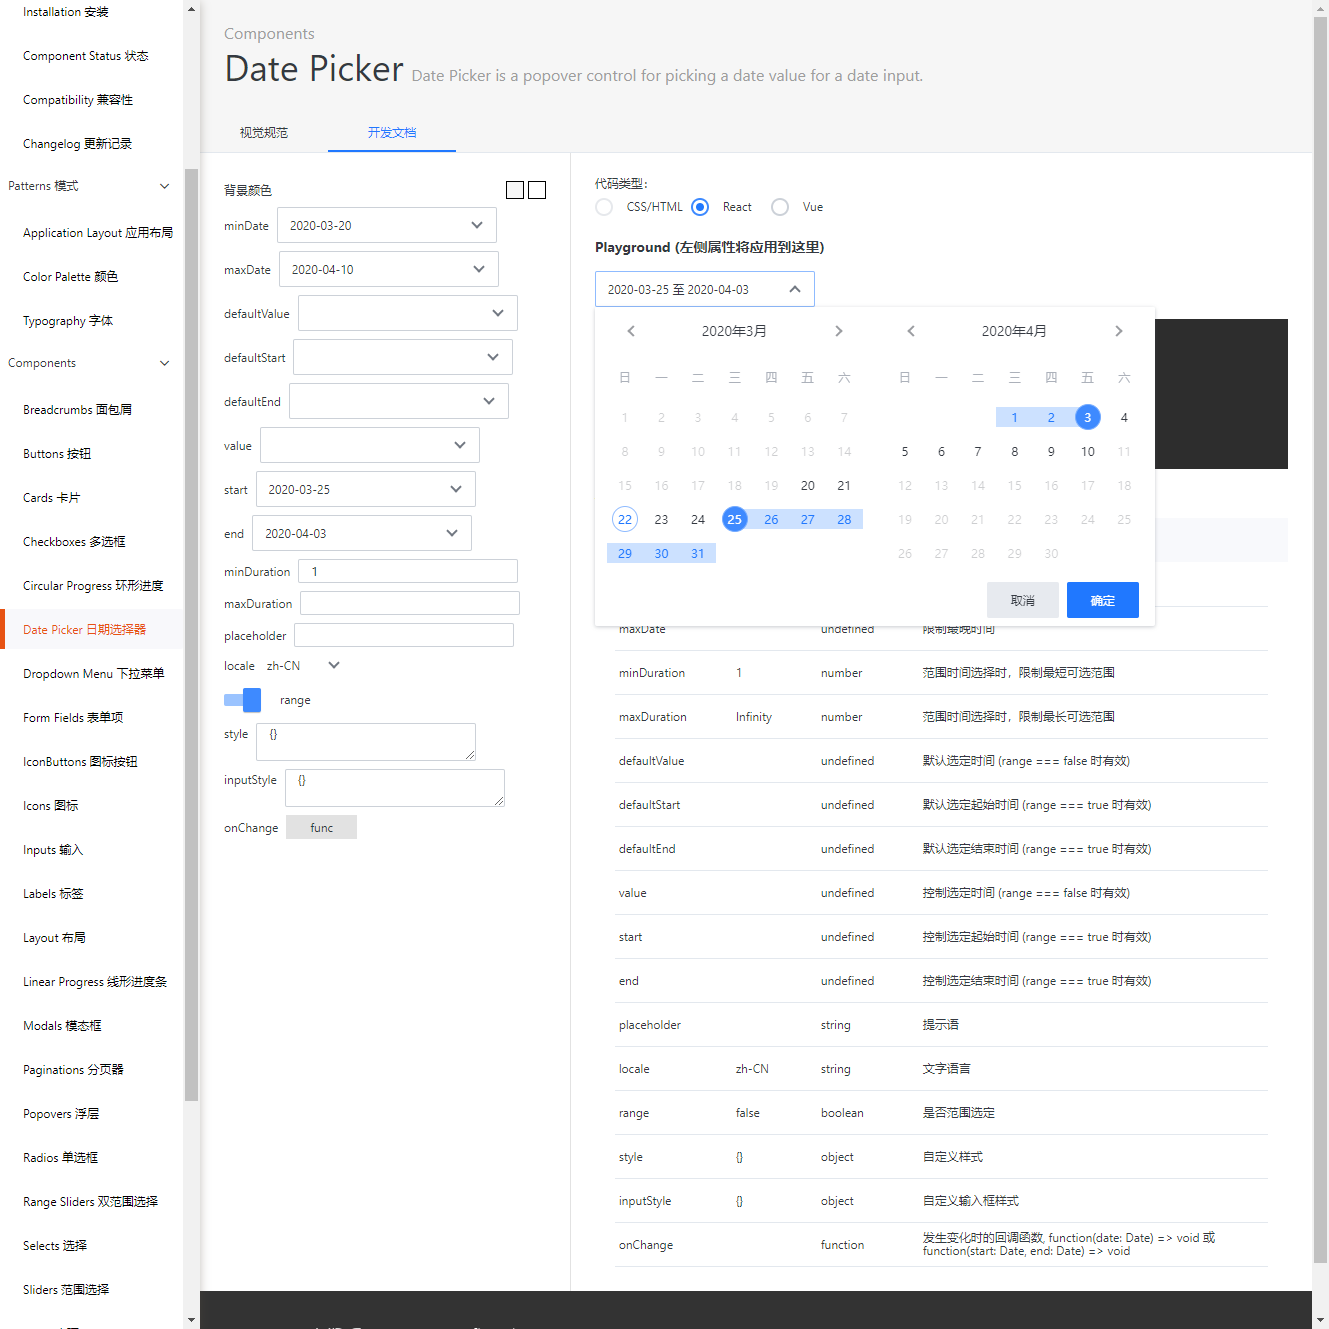 Installation 安装
Component Status 状态
Compatibility 兼容性
Changelog 更新记录
Patterns 模式
Application Layout 应用布局
Color Palette 颜色
Typography 字体
Components
Breadcrumbs 面包屑
Buttons 按钮
Cards 卡片
Checkboxes 多选框
Circular Progress 环形进度
Date Picker 日期选择器
Dropdown Menu 下拉菜单
Form Fields 表单项
IconButtons 图标按钮
Icons 图标
Inputs 输入
Labels 标签
Layout 布局
Linear Progress 线形进度条
Modals 模态框
Paginations 分页器
Popovers 浮层
Radios 单选框
Range Sliders 双范围选择
Selects 选择
Sliders 范围选择
Components
Date Picker Date Picker is a popover control for picking a date value for a date input.
视觉规范 开发文档
背景颜色
minDate 2020-03-20
maxDate 2020-04-10
defaultValue
defaultStart
defaultEnd
value
start 2020-03-25
end 2020-04-03
minDuration 1
maxDuration
placeholder
locale zh-CN
range
style {}
inputStyle {}
onChange func
代码类型：
CSS/HTML React Vue
Playground (左侧属性将应用到这里)
2020-03-25 至 2020-04-03
2020年3月
日 一 二 三 四 五 六
1 2 3 4 5 6 7
8 9 10 11 12 13 14
15 16 17 18 19 20 21
22 23 24 25 26 27 28
29 30 31
2020年4月
日 一 二 三 四 五 六
1 2 3 4
5 6 7 8 9 10 11
12 13 14 15 16 17 18
19 20 21 22 23 24 25
26 27 28 29 30
取消 确定
maxDate undefined 限制最晚时间
minDuration 1 number 范围时间选择时，限制最短可选范围
maxDuration Infinity number 范围时间选择时，限制最长可选范围
defaultValue undefined 默认选定时间 (range === false 时有效)
defaultStart undefined 默认选定起始时间 (range === true 时有效)
defaultEnd undefined 默认选定结束时间 (range === true 时有效)
value undefined 控制选定时间 (range === false 时有效)
start undefined 控制选定起始时间 (range === true 时有效)
end undefined 控制选定结束时间 (range === true 时有效)
placeholder string 提示语
locale zh-CN string 文字语言
range false boolean 是否范围选定
style {} object 自定义样式
inputStyle {} object 自定义输入框样式
onChange function 发生变化时的回调函数, function(date: Date) => void 或
function(start: Date, end: Date) => void